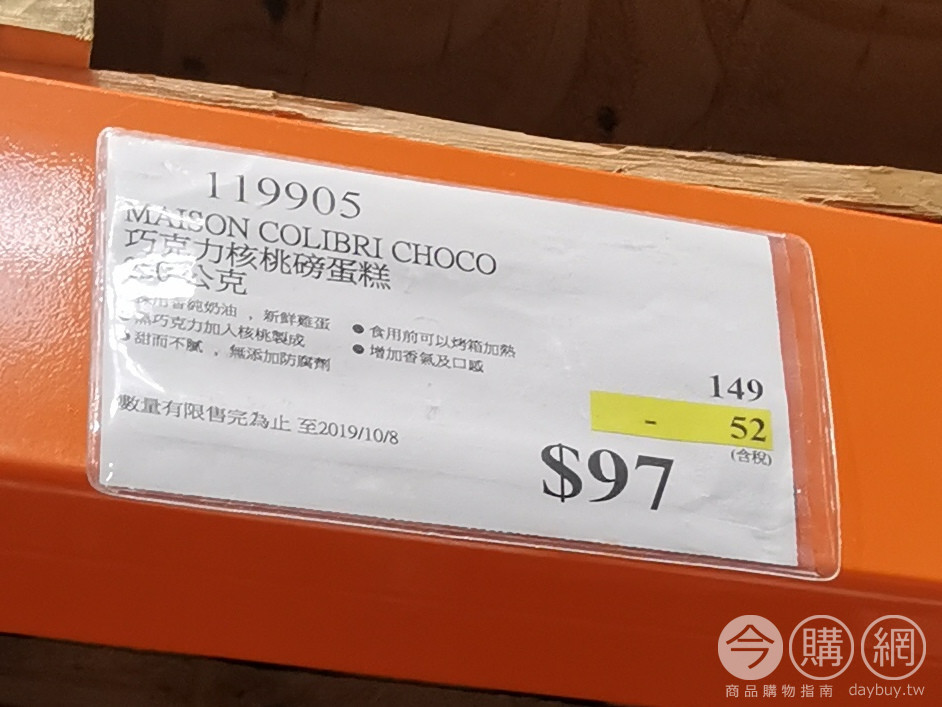 119905
MAISON COLIBRI CHOCO
巧克力核桃磅蛋糕
公克
用香純奶油，新鮮雞蛋
黑巧克力加入核桃製成
甜而不膩，無添加防腐劑
●食用前可以烤箱加熱
●增加香氣及口感
149
- 52
(含稅)
$97
數量有限售完為止 至2019/10/8
今購網
商品購物指南 daybuy.tw